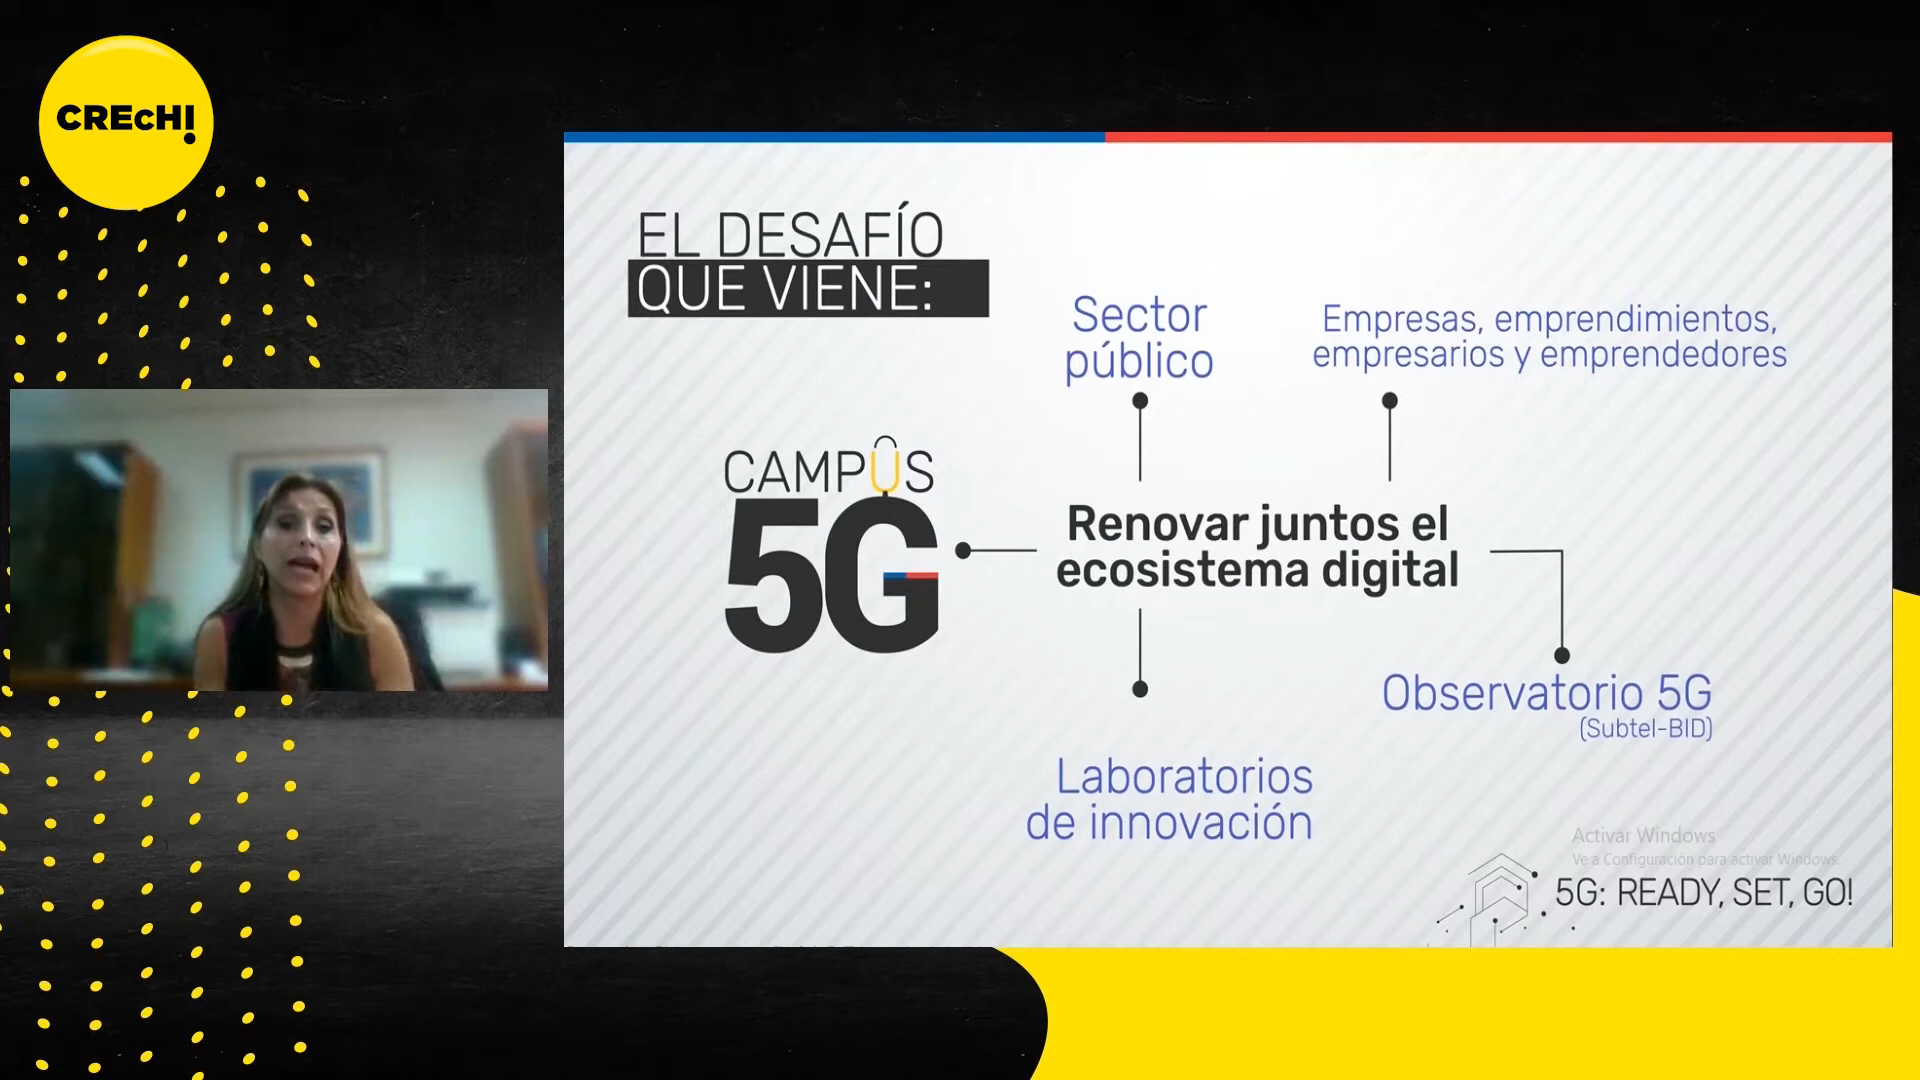 CREcH!
EL DESAFÍO
QUE VIENE:
Sector
público
Empresas, emprendimientos,
empresarios y emprendedores
CAMPUS
5G
Renovar juntos el
ecosistema digital
Observatorio 5G
(Subtel-BID)
Laboratorios
de innovación
Activar Windows
Ve a Configuración para activar Windows.
5G: READY, SET, GO!